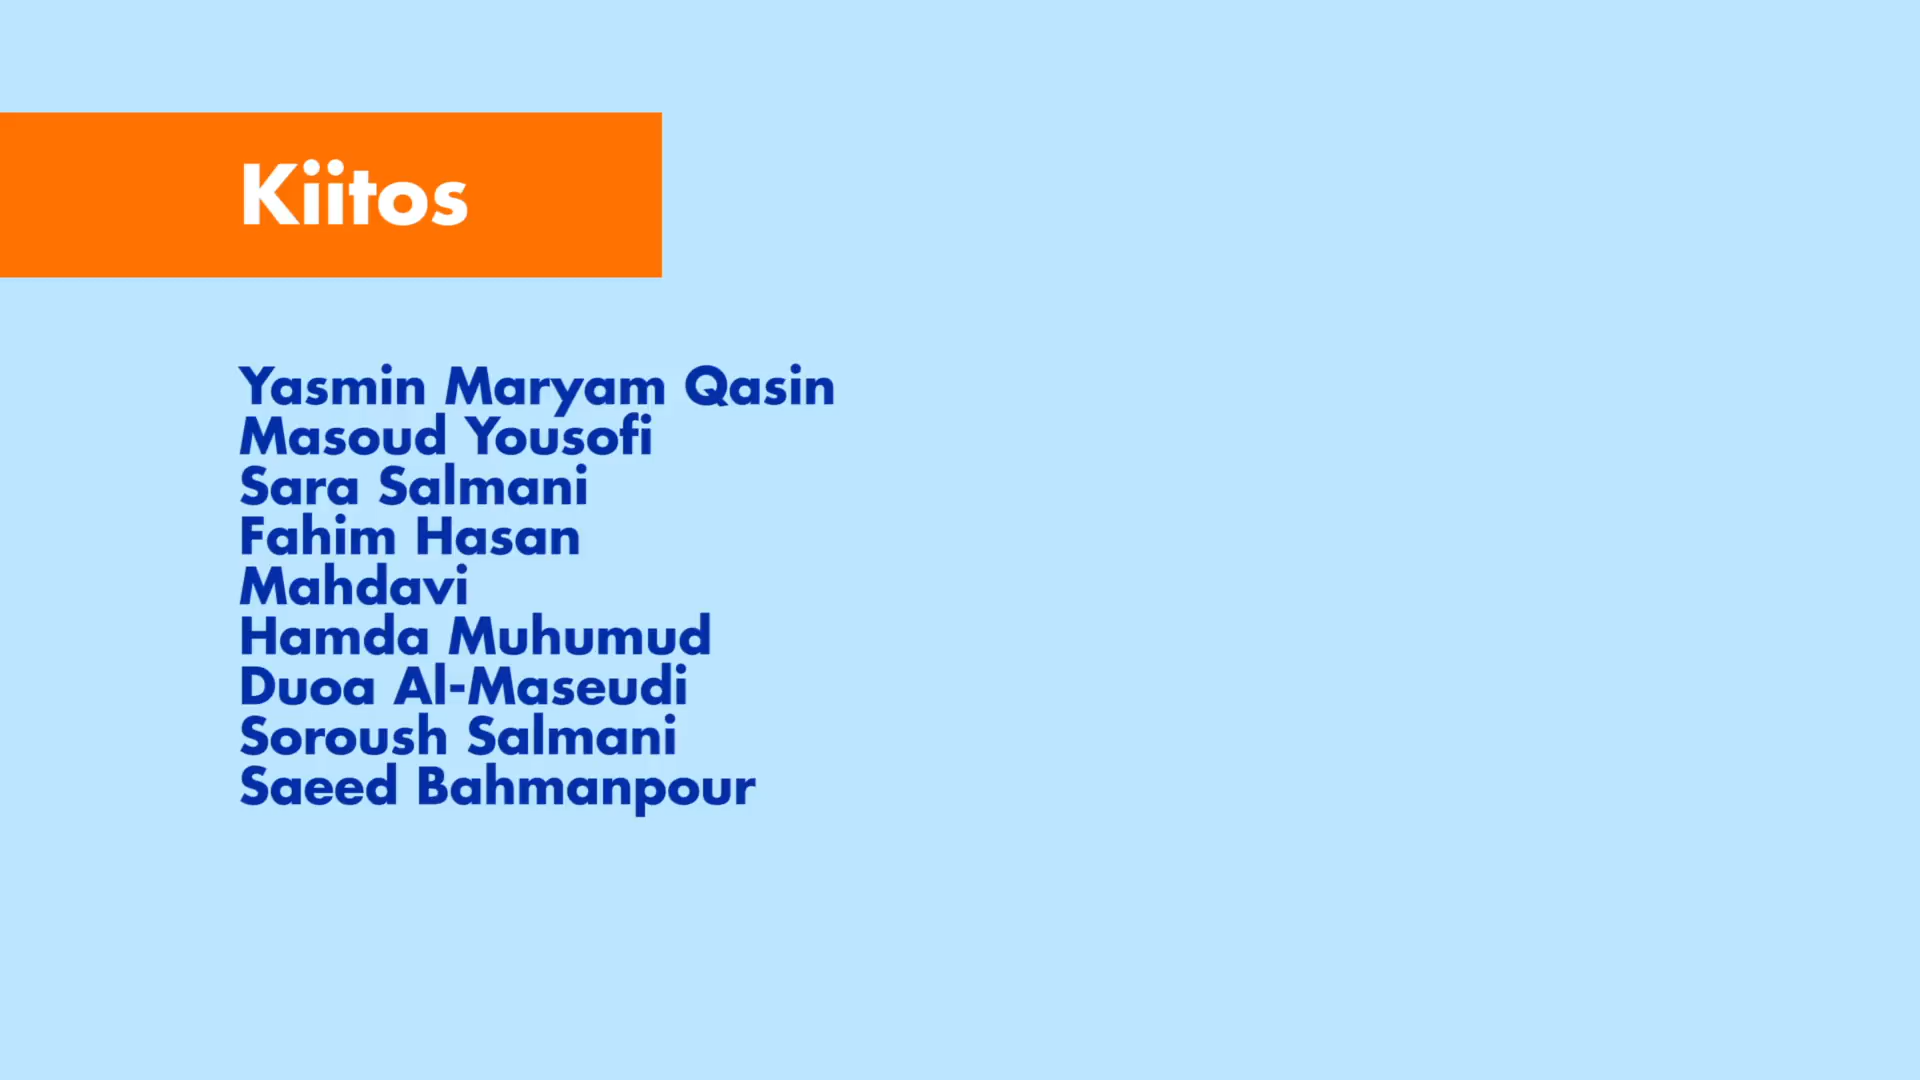 Kiitos
Yasmin Maryam Qasin
Masoud Yousofi
Sara Salmani
Fahim Hasan
Mahdavi
Hamda Muhumud
Duoa Al-Maseudi
Soroush Salmani
Saeed Bahmanpour